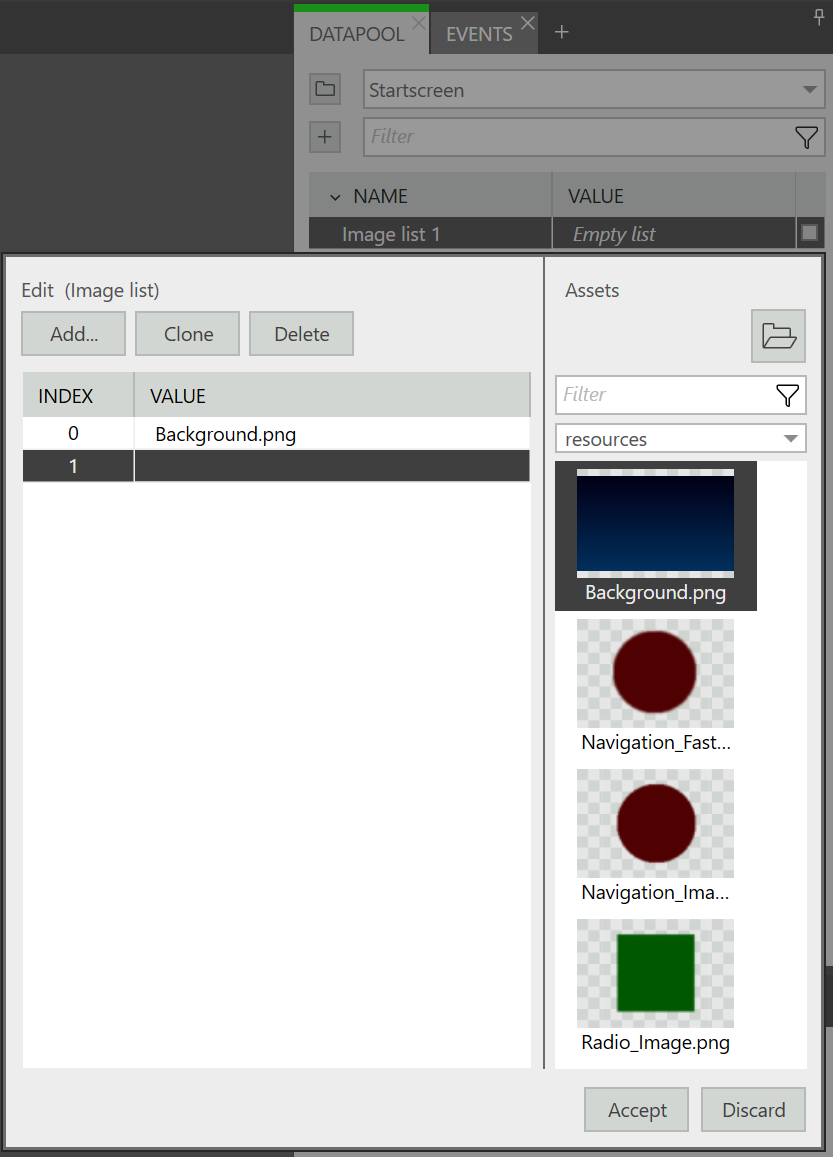 DATAPOOL EVENTS
Startscreen
Filter
NAME VALUE
Image list 1 Empty list
Edit (Image list)
Add... Clone Delete
INDEX VALUE
0 Background.png
1
Assets
Filter
resources
Background.png
Navigation_Fast...
Navigation_Ima...
Radio_Image.png
Accept Discard